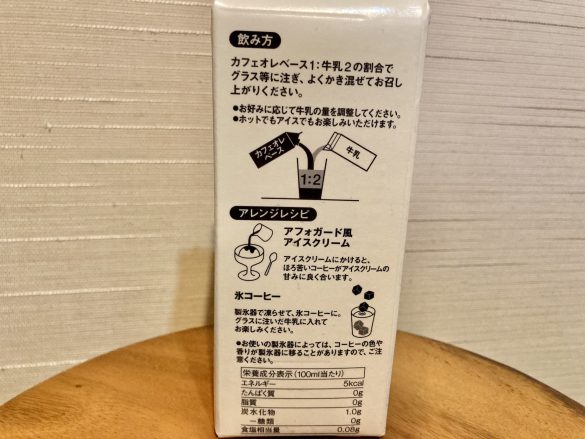 飲み方
カフェオレベース1：牛乳2の割合で
グラス等に注ぎ、よくかき混ぜてお召し
上がりください。
●お好みに応じて牛乳の量を調整してください。
●ホットでもアイスでもお楽しみいただけます。
カフェオレ
ベース
牛乳
1:2
アレンジレシピ
アフォガード風
アイスクリーム
アイスクリームにかけると、
ほろ苦いコーヒーがアイスクリームの
甘みに良く合います。
氷コーヒー
製氷器で凍らせて、氷コーヒーに。
グラスに注いだ牛乳に入れて
お楽しみください。
●お使いの製氷器によっては、コーヒーの色や
香りが製氷器に移ることがありますので、ご注
意ください。
栄養成分表示(100ml当たり)
エネルギー 5kcal
たんぱく質 0g
脂質 0g
炭水化物 1.0g
－糖類 0g
食塩相当量 0.08g